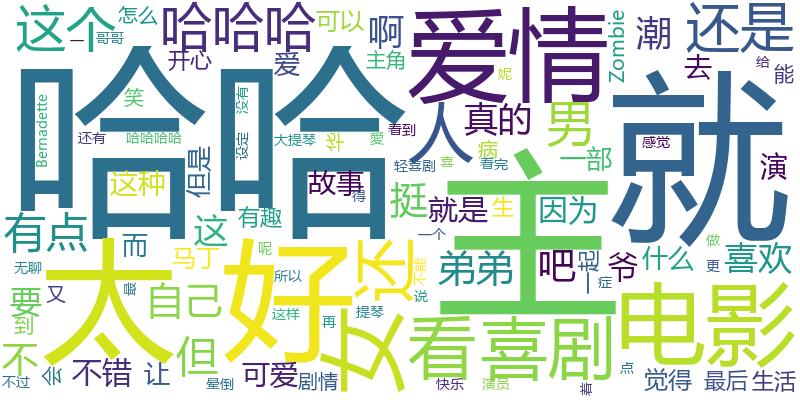 这个
怎么
一
哥哥
哈哈哈
可以
啊
爱情
Zombie
潮
还是
给
能
开心
爱
主角
妮
去
哈哈
就
Bernadette
笑
没有
人
真的
男
还有
哈哈哈哈
设定
大提琴
片
愛
看到
病
一部
感觉
演
这种
但是
故事
得
轻喜剧
喜
看完
主
有点
这
有趣
挺
就是
生
因为
而
无聊
马丁
呢
一个
太
好
还
不能
弟弟
吧
一起
爷
什么
做
更
喜欢
最
所以
症
要
又
自己
说
到
这样
再
提琴
女
看
喜剧
电影
不
不错
让
但
不过
会
晕倒
可爱
剧情
快乐
演员
着
点
觉得
最后
生活